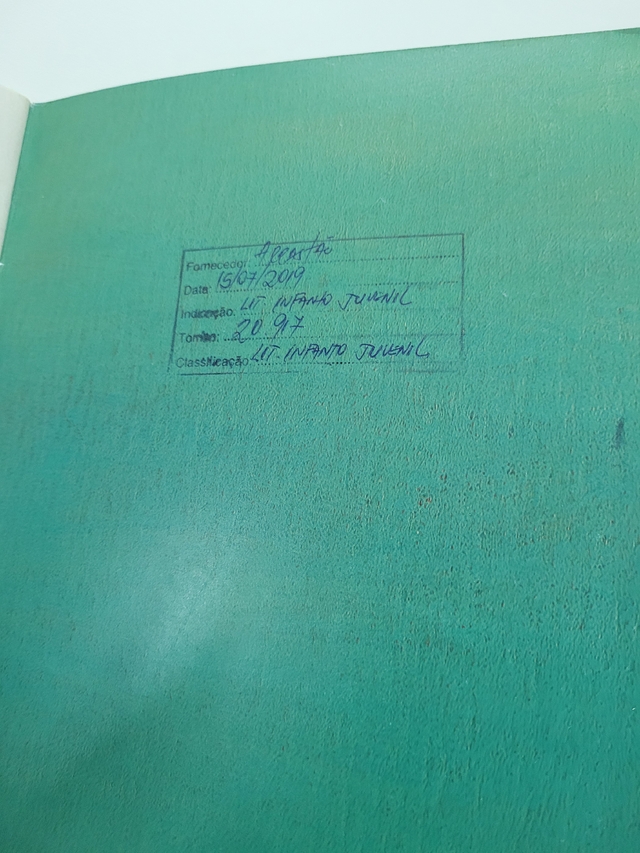 Fornecedor:
Data: 15/07/2019
Indicação: LIT. INFANTO JUVENIL
Tombo: 20 917
Classificação: LIT. INFANTO JUVENIL